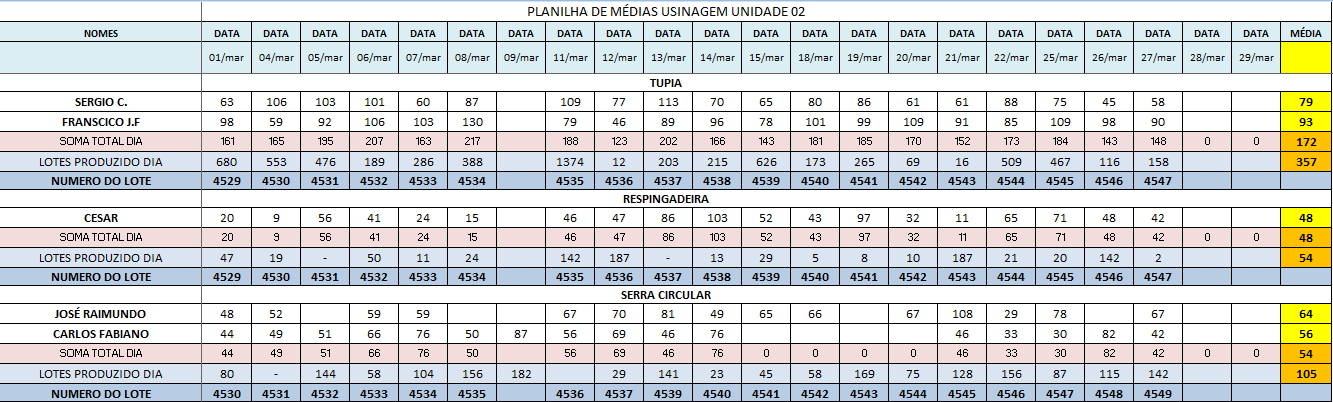 PLANILHA DE MÉDIAS USINAGEM UNIDADE 02
NOMES DATA DATA DATA DATA DATA DATA DATA DATA DATA DATA DATA DATA DATA DATA DATA DATA DATA DATA DATA DATA DATA DATA MÉDIA
01/mar 04/mar 05/mar 06/mar 07/mar 08/mar 09/mar 11/mar 12/mar 13/mar 14/mar 15/mar 18/mar 19/mar 20/mar 21/mar 22/mar 25/mar 26/mar 27/mar 28/mar 29/mar
TUPIA
SERGIO C. 63 106 103 101 60 87 109 77 113 70 65 80 86 61 61 88 75 45 58 79
FRANSCICO J.F 98 59 92 106 103 130 79 46 89 96 78 101 99 109 91 85 109 98 90 93
SOMA TOTAL DIA 161 165 195 207 163 217 188 123 202 166 143 181 185 170 152 173 184 143 148 0 0 172
LOTES PRODUZIDO DIA 680 553 476 189 286 388 1374 12 203 215 626 173 265 69 16 509 467 116 158 357
NUMERO DO LOTE 4529 4530 4531 4532 4533 4534 4535 4536 4537 4538 4539 4540 4541 4542 4543 4544 4545 4546 4547
RESPINGADEIRA
CESAR 20 9 56 41 24 15 46 47 86 103 52 43 97 32 11 65 71 48 42 48
SOMA TOTAL DIA 20 9 56 41 24 15 46 47 86 103 52 43 97 32 11 65 71 48 42 0 0 48
LOTES PRODUZIDO DIA 47 19 - 50 11 24 142 187 - 13 29 5 8 10 187 21 20 142 2 54
NUMERO DO LOTE 4529 4530 4531 4532 4533 4534 4535 4536 4537 4538 4539 4540 4541 4542 4543 4544 4545 4546 4547
SERRA CIRCULAR
JOSÉ RAIMUNDO 48 52 59 59 67 70 81 49 65 66 67 108 29 78 67 64
CARLOS FABIANO 44 49 51 66 76 50 87 56 69 46 76 46 33 30 82 42 56
SOMA TOTAL DIA 44 49 51 66 76 50 56 69 46 76 0 0 0 0 46 33 30 82 42 0 0 54
LOTES PRODUZIDO DIA 80 - 144 58 104 156 182 29 141 23 45 58 169 75 128 156 87 115 142 105
NUMERO DO LOTE 4530 4531 4532 4533 4534 4535 4536 4537 4539 4540 4541 4542 4543 4544 4545 4546 4547 4548 4549